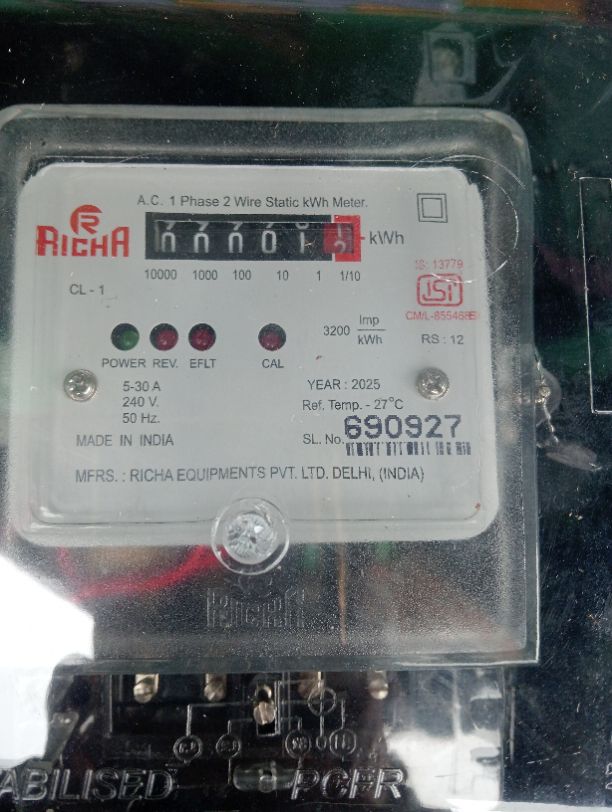 A.C. 1 Phase 2 Wire Static kWh Meter.
R
RICHA
kWh
10000 1000 100 10 1 1/10
CL - 1
IS: 13779
ISI
3200 Imp/kWh
RS : 12
POWER REV. EFLT CAL
5-30 A
240 V.
50 Hz.
YEAR : 2025
Ref. Temp. - 27°C
MADE IN INDIA
SL. No. 690927
MFRS. : RICHA EQUIPMENTS PVT. LTD. DELHI, (INDIA)
RICHA
ABILISED